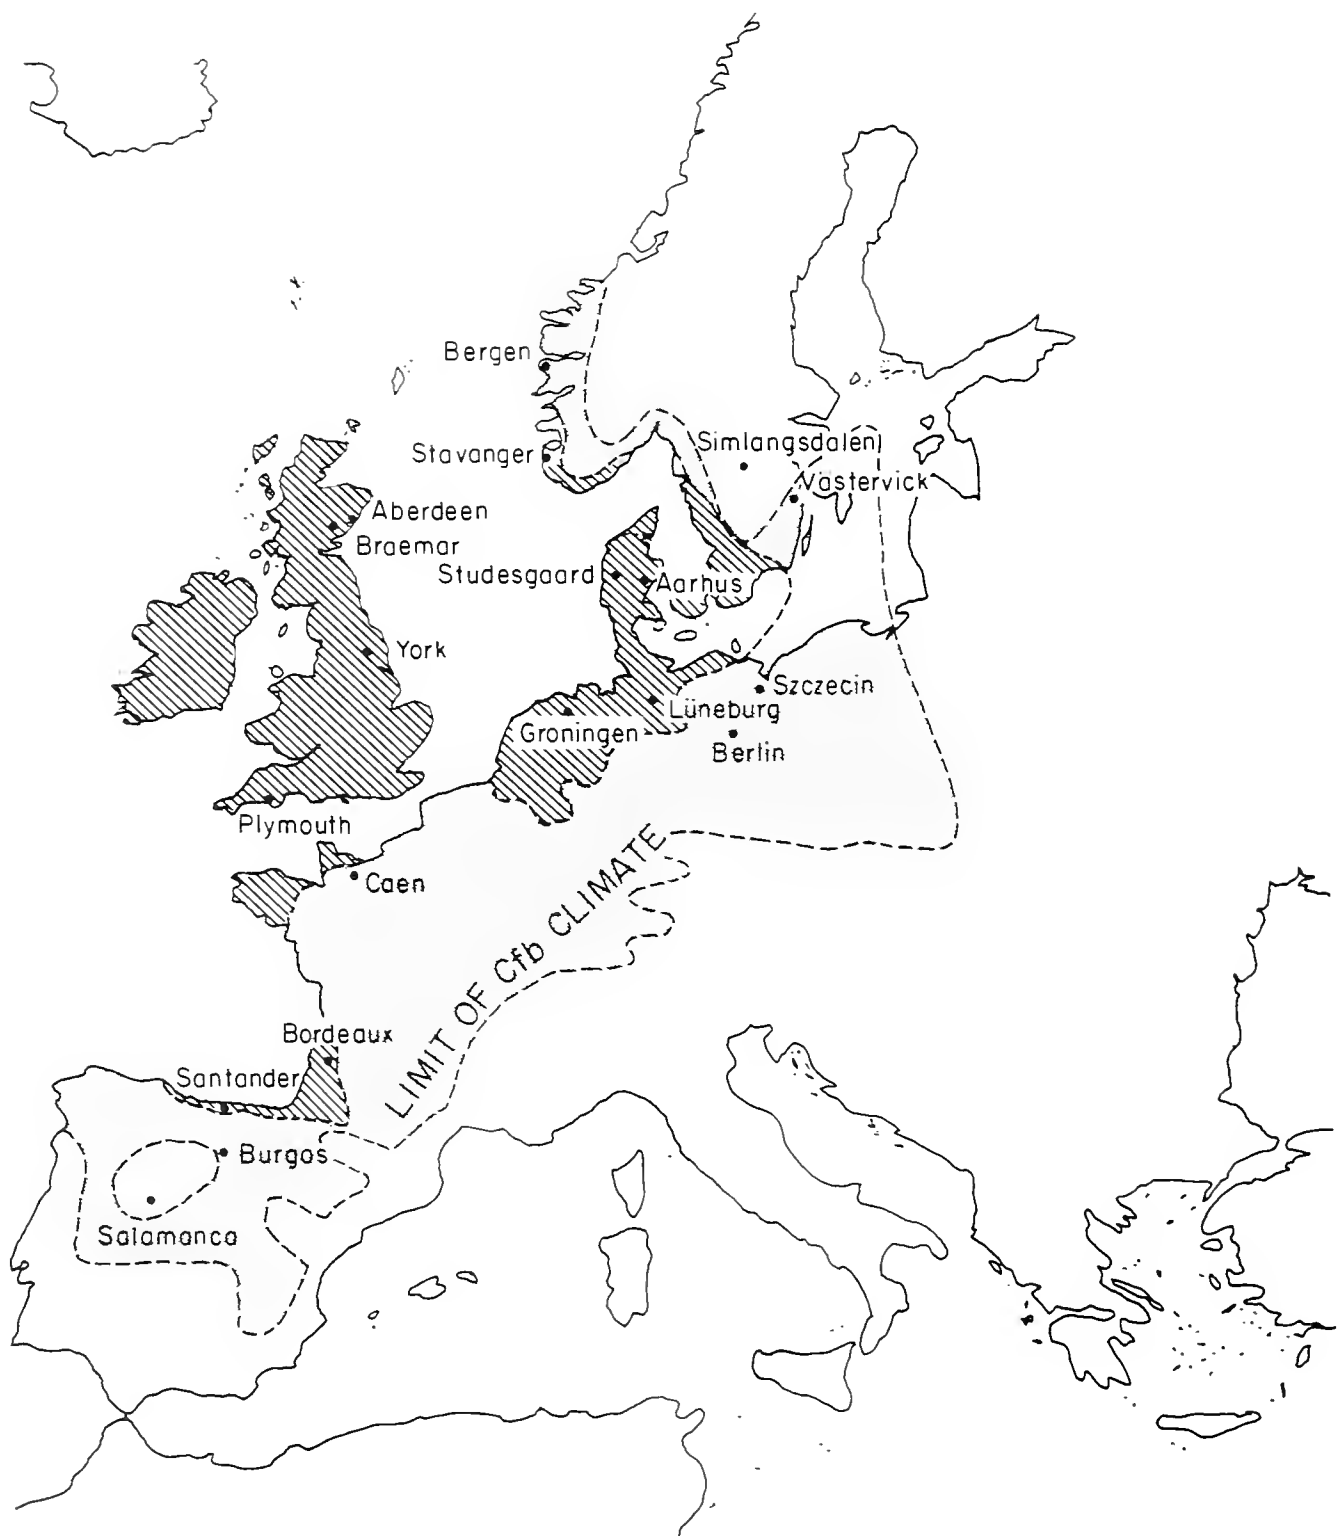 Bergen
Stavanger
Simlangsdalen
Västervick
Aberdeen
Braemar
Studesgaard
Aarhus
York
Szczecin
Lüneburg
Groningen
Berlin
Plymouth
Caen
LIMIT OF Cfb CLIMATE
Bordeaux
Santander
Burgos
Salamanca